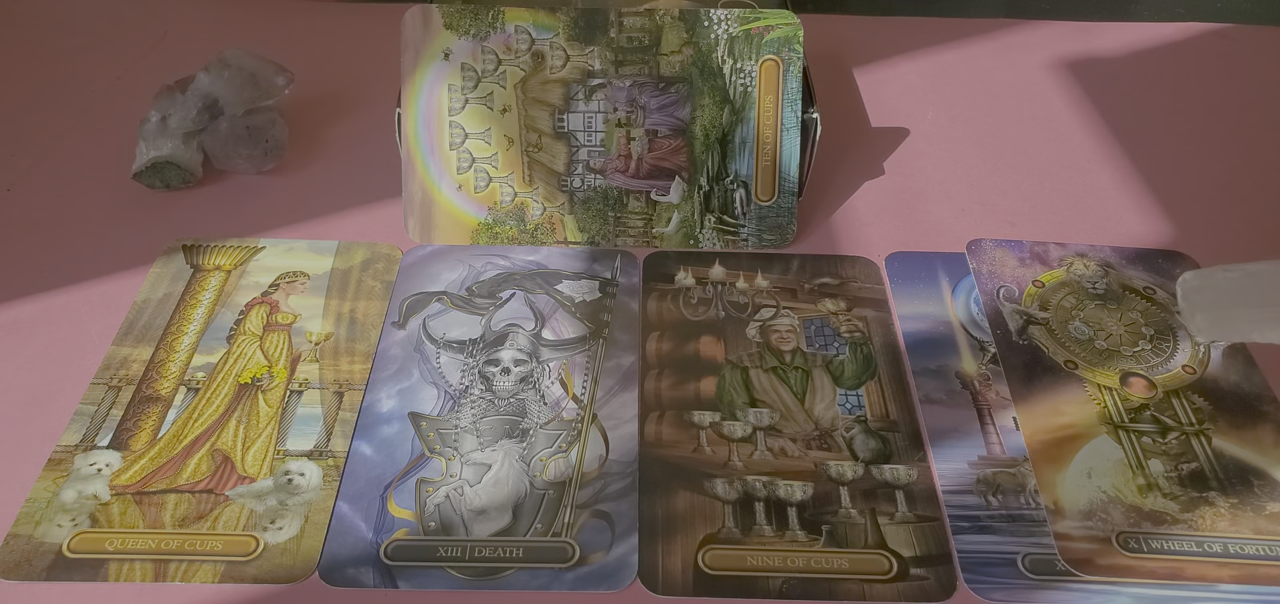 TEN OF CUPS
QUEEN OF CUPS
XIII | DEATH
NINE OF CUPS
X
X | WHEEL OF FORTUN